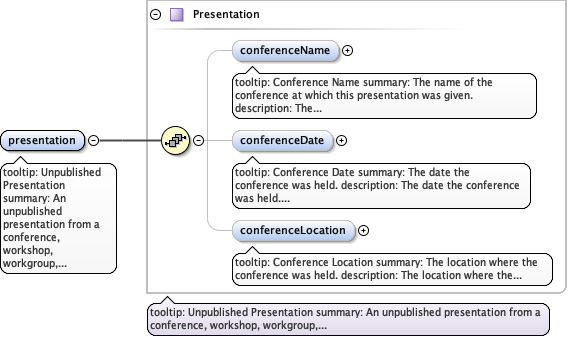 Presentation
conferenceName
tooltip: Conference Name summary: The name of the
conference at which this presentation was given.
description: The...
presentation
tooltip: Unpublished
Presentation
summary: An
unpublished
presentation from a
conference,
workshop,
workgroup,...
conferenceDate
tooltip: Conference Date summary: The date the
conference was held. description: The date the conference
was held....
conferenceLocation
tooltip: Conference Location summary: The location where the
conference was held. description: The location where the...
tooltip: Unpublished Presentation summary: An unpublished presentation from a
conference, workshop, workgroup,...